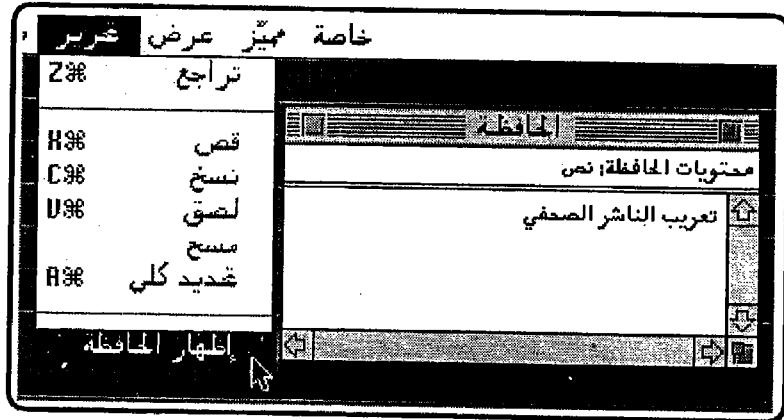 خاصة مميّز عرض تحرير
تراجع ⌘Z
قص ⌘X
نسخ ⌘C
لصق ⌘V
مسح
تحديد كلي ⌘A
إظهار الحافظة
الحافظة
محتويات الحافظة: نص
تعريب الناشر الصحفي